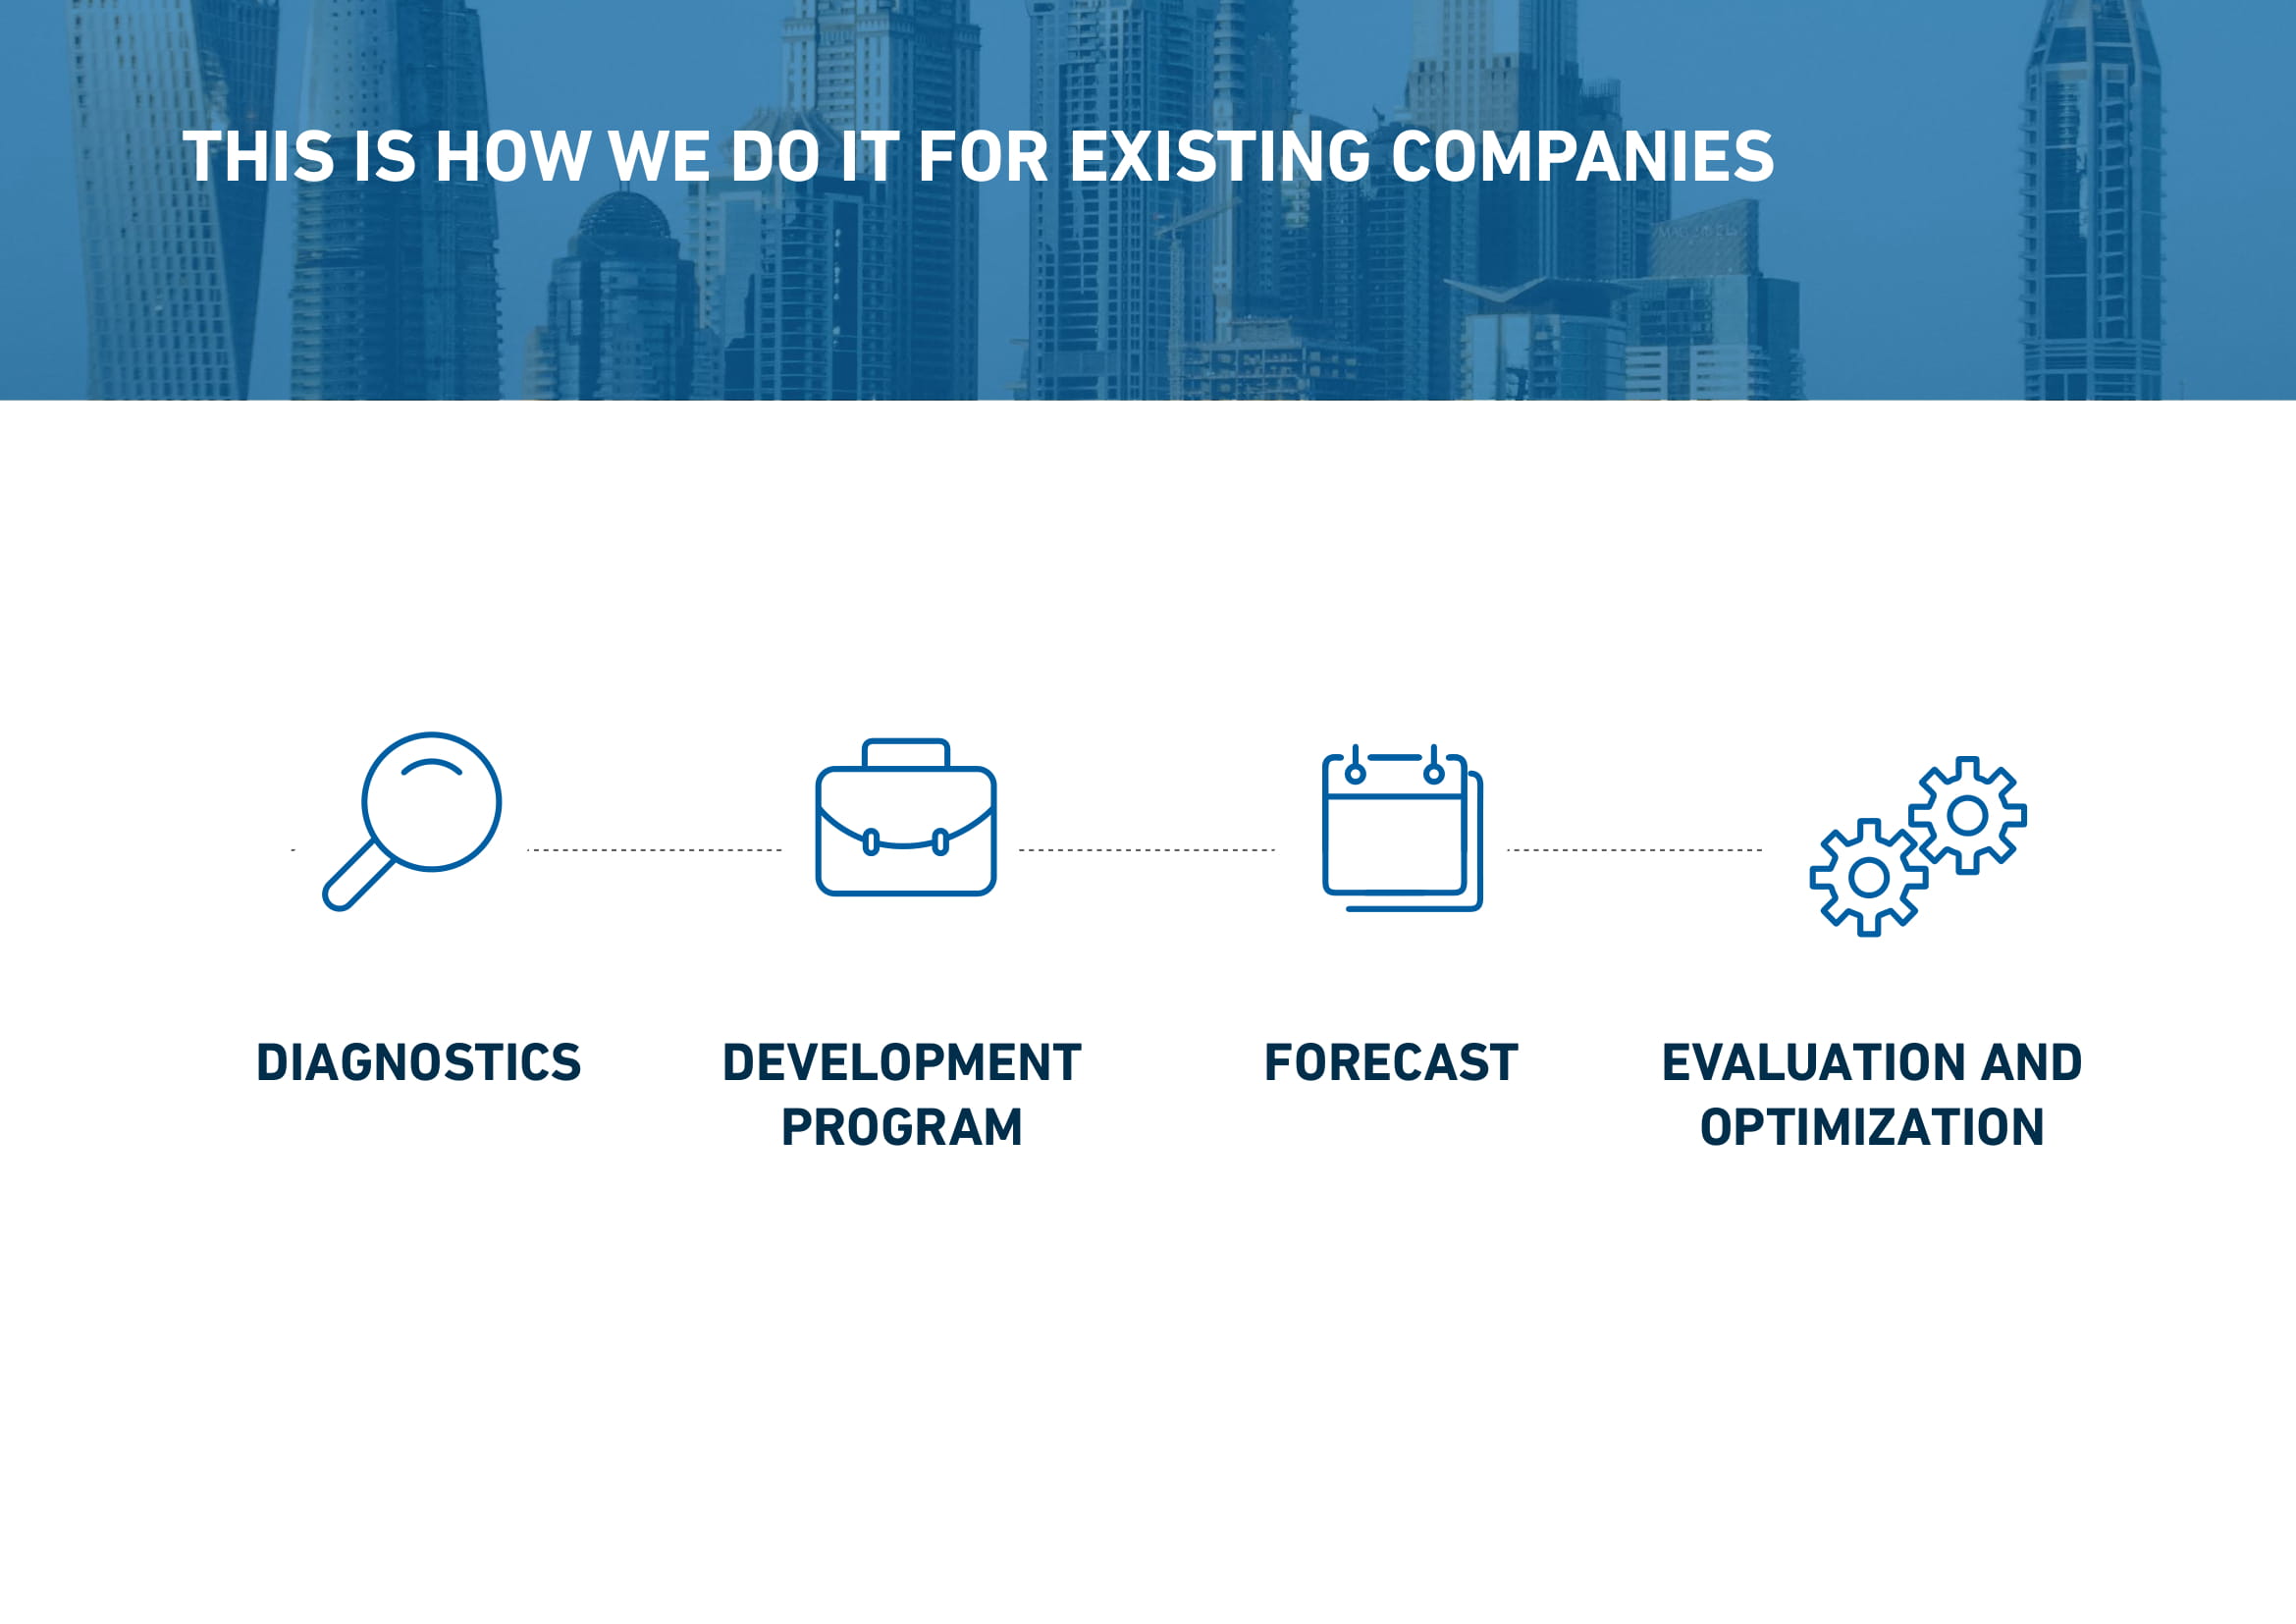 THIS IS HOW WE DO IT FOR EXISTING COMPANIES
DIAGNOSTICS
DEVELOPMENT
PROGRAM
FORECAST
EVALUATION AND
OPTIMIZATION